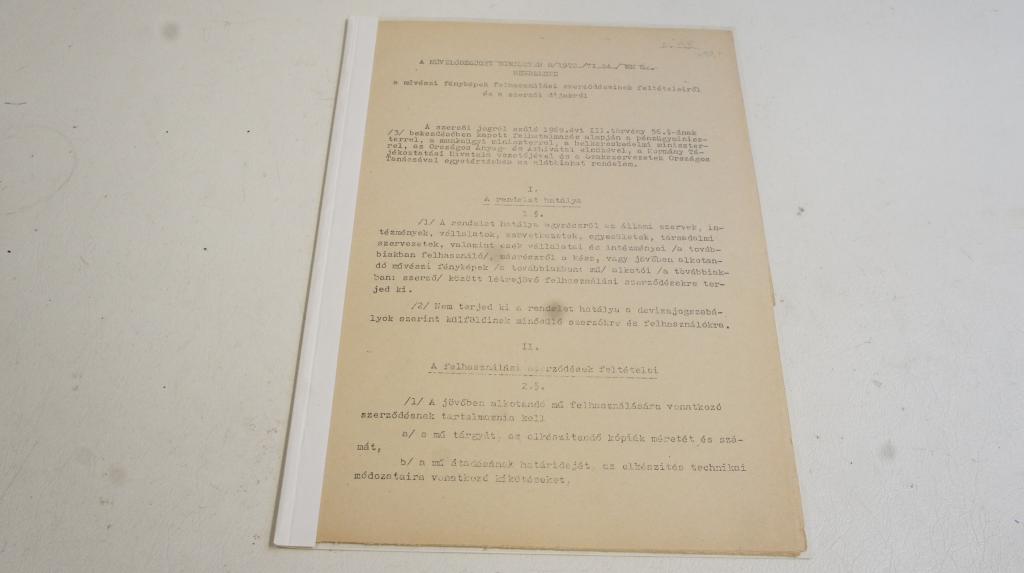 A MŰVELŐDÉSÜGYI MINISZTER
RENDELETE
a művészi fényképek felhasználási szerződéseinek feltételeiről
és a szerzői díjakról
A szerzői jogról szóló 1969.évi III.törvény 56.§-ának
/3/ bekezdésében kapott felhatalmazás alapján a pénzügyminisz-
terrel, a munkaügyi miniszterrel, a belkereskedelmi miniszter-
rel, az Országos Anyag- és Árhivatal elnökével, a Kormány Tá-
jékoztatási Hivatala vezetőjével és a Szakszervezetek Országos
Tanácsával egyetértésben az alábbiakat rendelem.
I.
A rendelet hatálya
1.§.
/1/ A rendelet hatálya egyrészről az állami szervek, in-
tézmények, vállalatok, szövetkezetek, egyesületek, társadalmi
szervezetek, valamint ezek vállalatai és intézményei /a továb-
biakban felhasználó/, másrészről a kész, vagy jövőben alkotan-
dó művészi fényképek /a továbbiakban: mű/ alkotói /a továbbiak-
ban: szerző/ között létrejövő felhasználási szerződésekre ter-
jed ki.
/2/ Nem terjed ki a rendelet hatálya a devizajogszabá-
lyok szerint külföldinek minősülő szerzőkre és felhasználókra.
II.
A felhasználási szerződések feltételei
2.§.
/1/ A jövőben alkotandó mű felhasználására vonatkozó
szerződésnek tartalmaznia kell
a/ a mű tárgyát, az elkészítendő kópiák méretét és szá-
mát,
b/ a mű átadásának határidejét, az elkészítés technikai
módozataira vonatkozó kikötéseket,